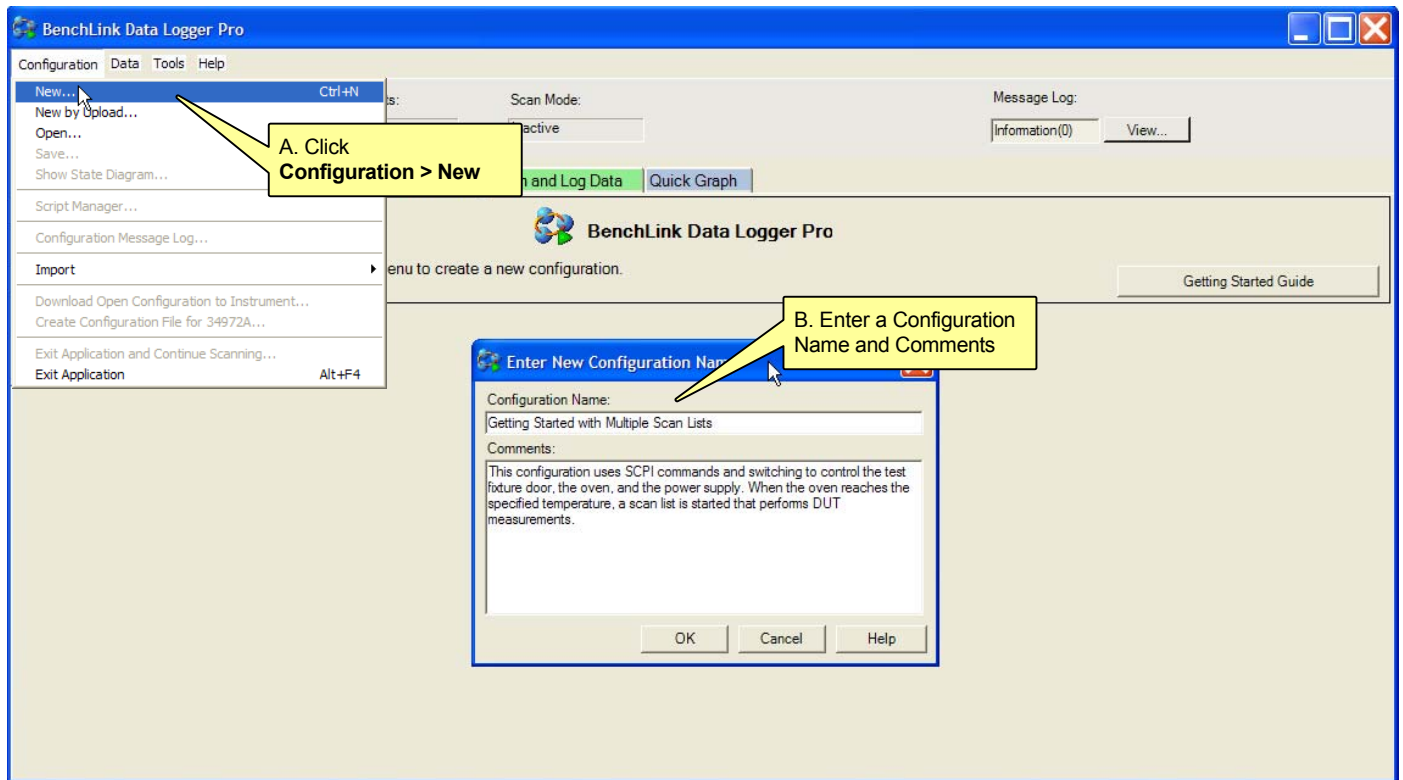 BenchLink Data Logger Pro
Configuration Data Tools Help
New... Ctrl+N
New by Upload...
Open...
Save...
Show State Diagram...
Script Manager...
Configuration Message Log...
Import
Download Open Configuration to Instrument...
Create Configuration File for 34972A...
Exit Application and Continue Scanning...
Exit Application Alt+F4
A. Click
Configuration > New
Scan Mode:
Message Log:
Information(0) View...
and Log Data Quick Graph
BenchLink Data Logger Pro
to create a new configuration.
Getting Started Guide
B. Enter a Configuration
Name and Comments
Enter New Configuration
Configuration Name:
Getting Started with Multiple Scan Lists
Comments:
This configuration uses SCPI commands and switching to control the test
fixture door, the oven, and the power supply. When the oven reaches the
specified temperature, a scan list is started that performs DUT
measurements.
OK Cancel Help